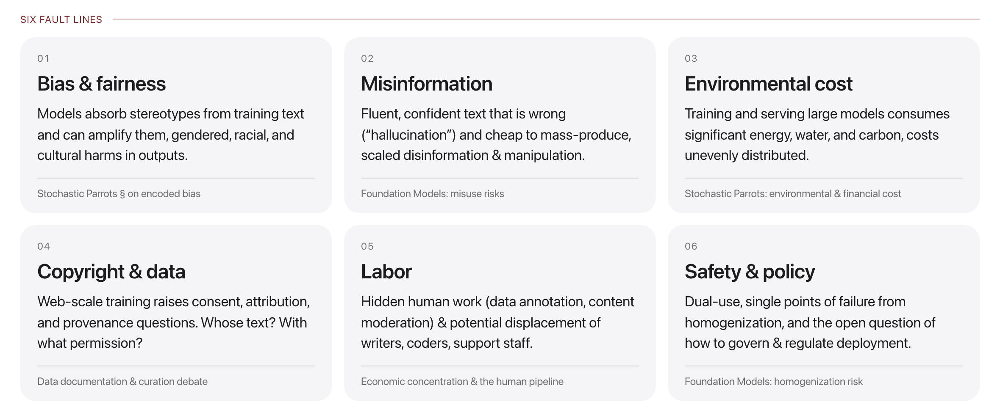 SIX FAULT LINES
01
Bias & fairness
Models absorb stereotypes from training text
and can amplify them, gendered, racial, and
cultural harms in outputs.
Stochastic Parrots § on encoded bias
02
Misinformation
Fluent, confident text that is wrong
(“hallucination”) and cheap to mass-produce,
scaled disinformation & manipulation.
Foundation Models: misuse risks
03
Environmental cost
Training and serving large models consumes
significant energy, water, and carbon, costs
unevenly distributed.
Stochastic Parrots: environmental & financial cost
04
Copyright & data
Web-scale training raises consent, attribution,
and provenance questions. Whose text? With
what permission?
Data documentation & curation debate
05
Labor
Hidden human work (data annotation, content
moderation) & potential displacement of
writers, coders, support staff.
Economic concentration & the human pipeline
06
Safety & policy
Dual-use, single points of failure from
homogenization, and the open question of
how to govern & regulate deployment.
Foundation Models: homogenization risk